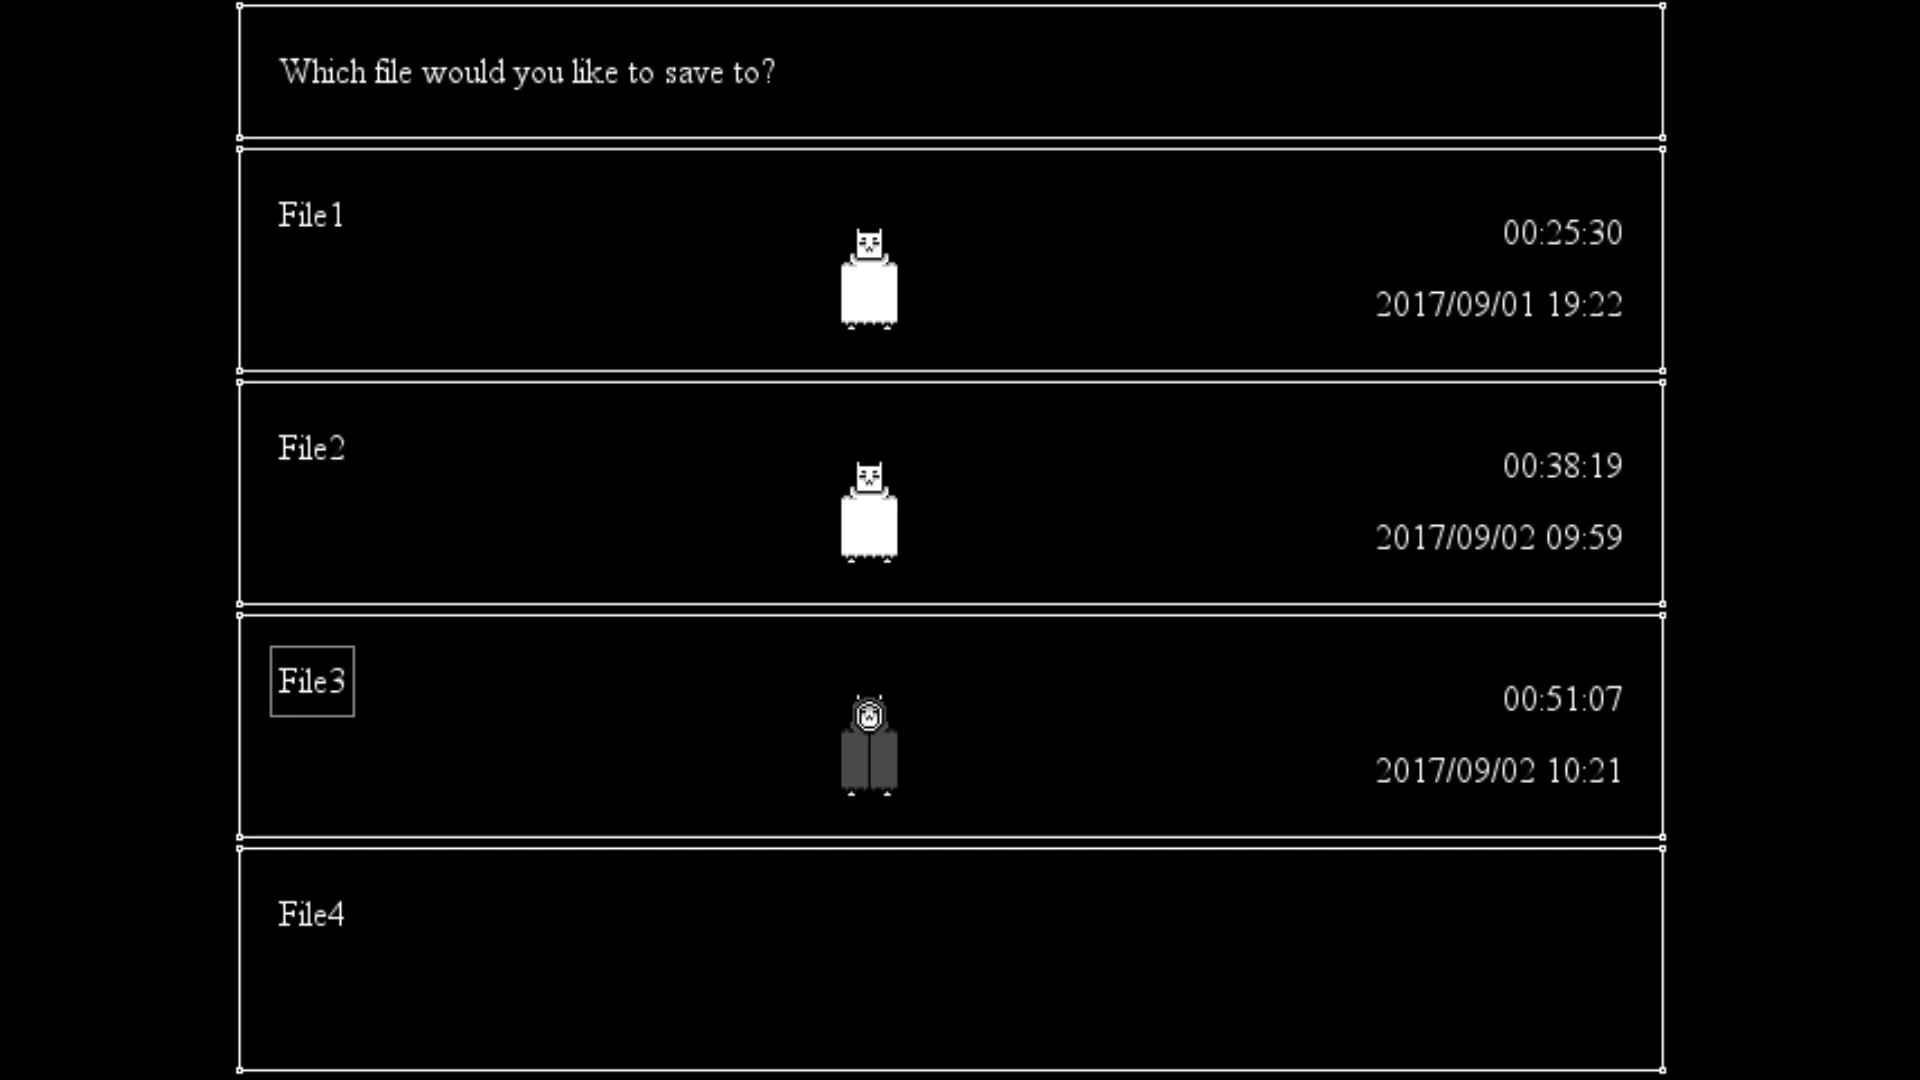 Which file would you like to save to?
File1
00:25:30
2017/09/01 19:22
File2
00:38:19
2017/09/02 09:59
File3
00:51:07
2017/09/02 10:21
File4